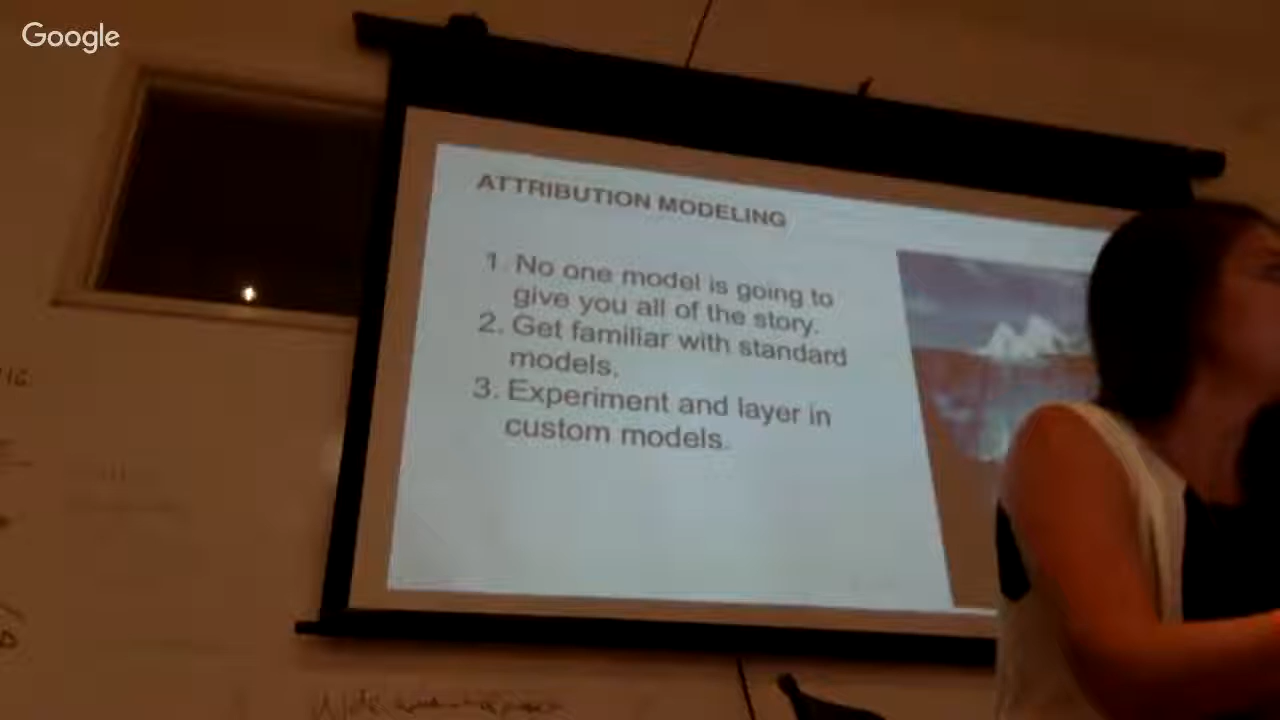 Google
ATTRIBUTION MODELING
1. No one model is going to
give you all of the story.
2. Get familiar with standard
models.
3. Experiment and layer in
custom models.